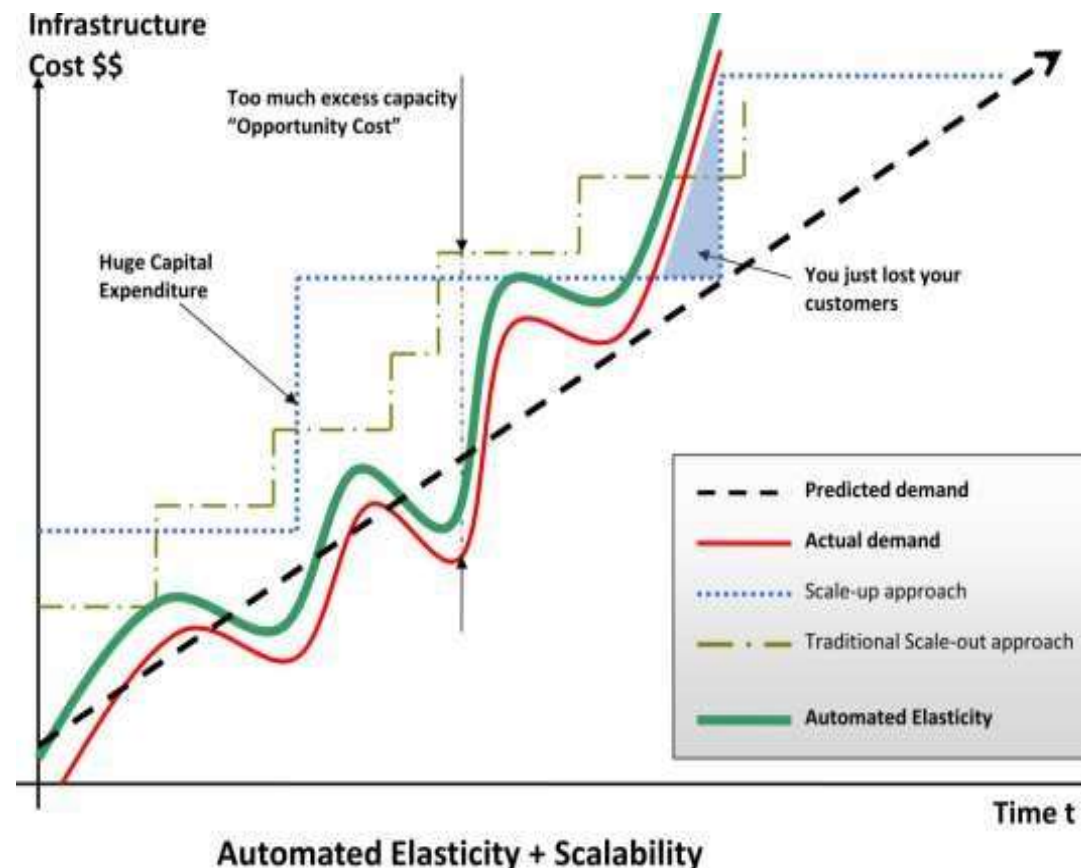 Infrastructure
Cost $$
Too much excess capacity
“Opportunity Cost”
Huge Capital
Expenditure
You just lost your
customers
Predicted demand
Actual demand
Scale-up approach
Traditional Scale-out approach
Automated Elasticity
Time t
Automated Elasticity + Scalability